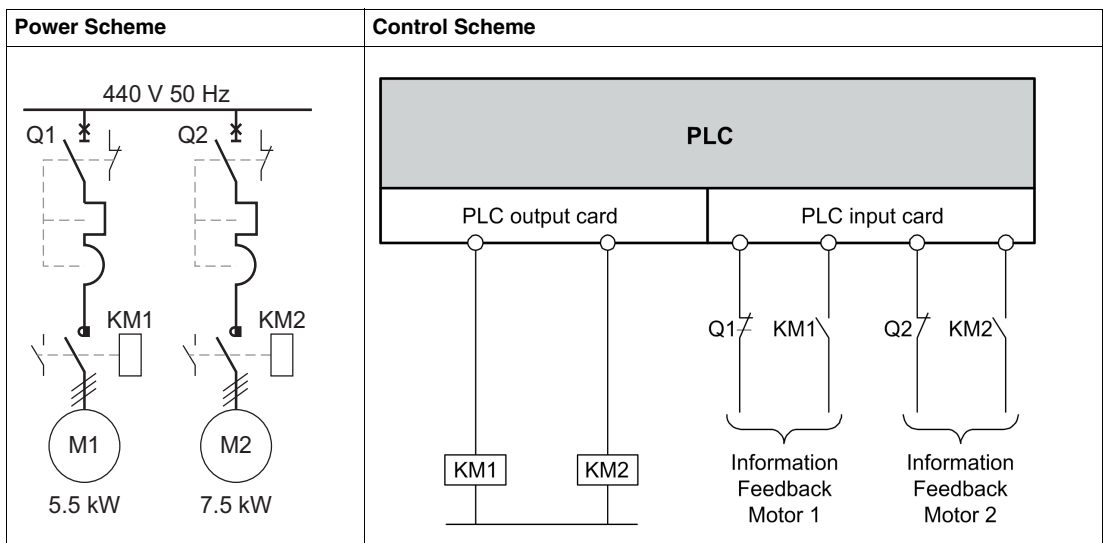 Power Scheme
Control Scheme
440 V 50 Hz
Q1
Q2
KM1
KM2
M1
M2
5.5 kW
7.5 kW
PLC
PLC output card
PLC input card
Q1
KM1
Q2
KM2
KM1
KM2
Information
Feedback
Motor 1
Information
Feedback
Motor 2